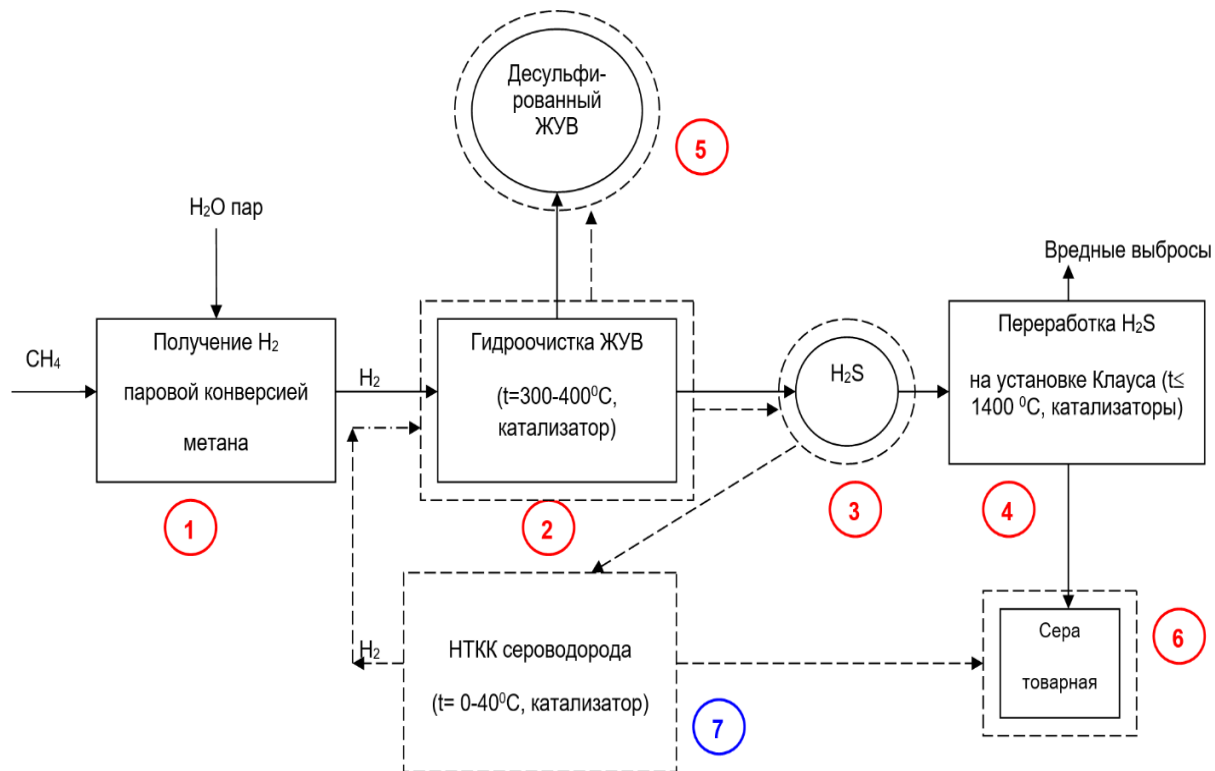 Десульфи-
рованный
ЖУВ
5
H₂O пар
Вредные выбросы
CH₄
Получение H₂
паровой конверсией
метана
H₂
Гидроочистка ЖУВ
(t=300-400⁰C,
катализатор)
H₂S
Переработка H₂S
на установке Клауса (t≤
1400 ⁰C, катализаторы)
1
2
3
4
H₂
НТКК сероводорода
(t= 0-40⁰C, катализатор)
7
Сера
товарная
6